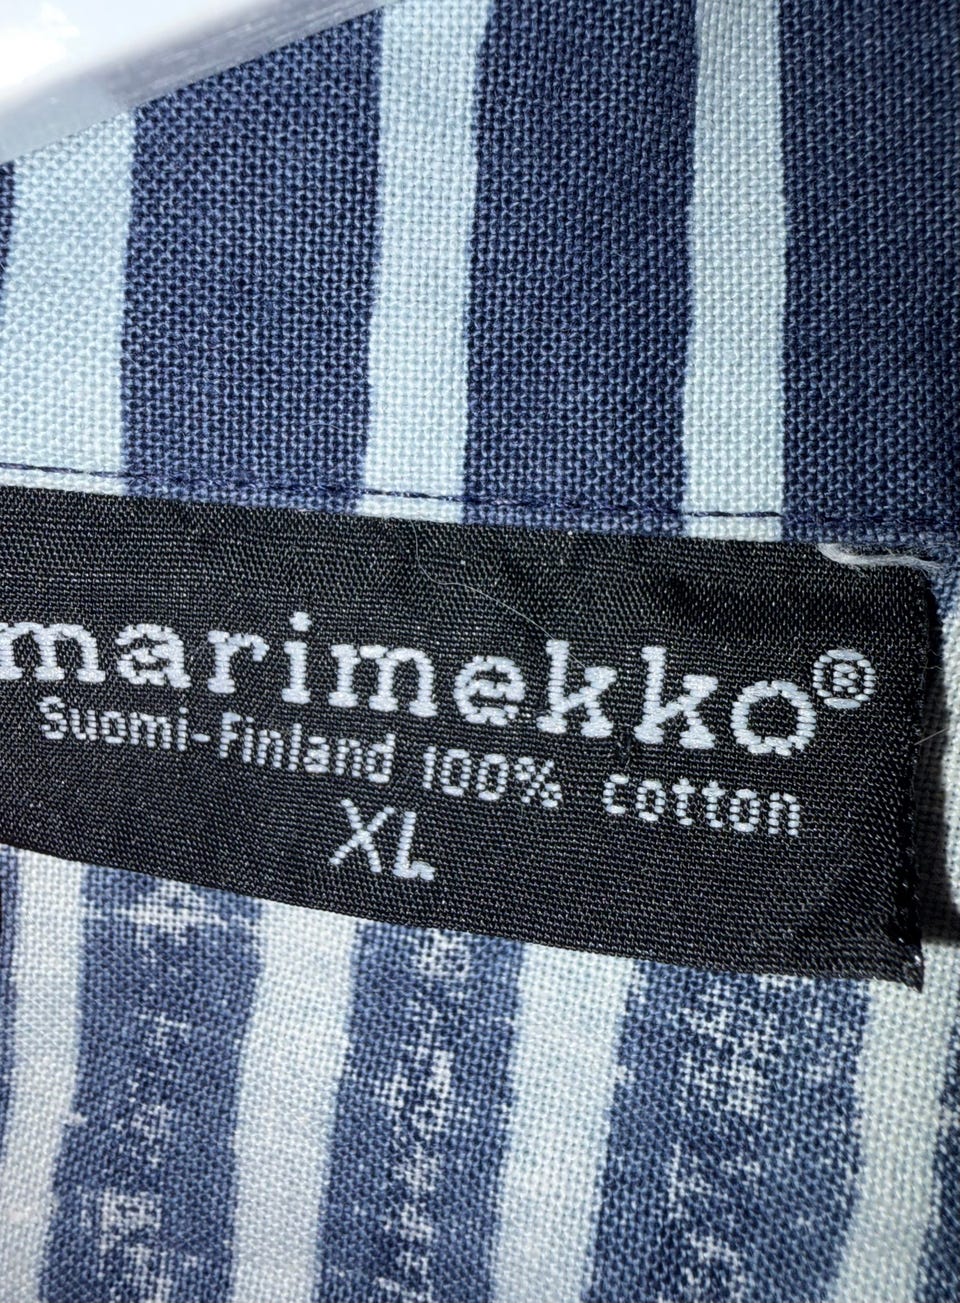 marimekko®
Suomi-Finland 100% cotton
XL